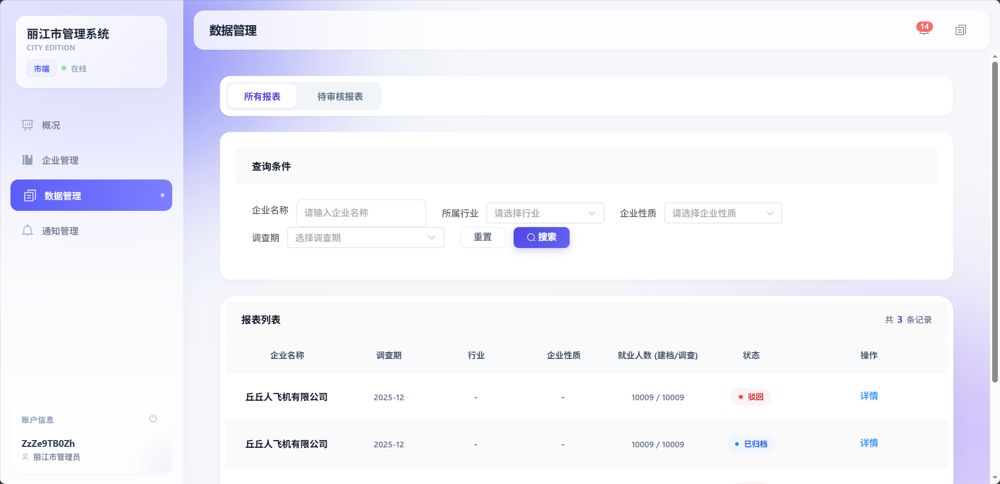 丽江市管理系统
CITY EDITION
市端 在线
概况
企业管理
数据管理
通知管理
账户信息
ZzZe9TB0Zh
丽江市管理员
数据管理
14
所有报表 待审核报表
查询条件
企业名称 请输入企业名称 所属行业 请选择行业 企业性质 请选择企业性质
调查期 选择调查期 重置 搜索
报表列表 共 3 条记录
企业名称 调查期 行业 企业性质 就业人数 (建档/调查) 状态 操作
丘丘人飞机有限公司 2025-12 - - 10009 / 10009 驳回 详情
丘丘人飞机有限公司 2025-12 - - 10009 / 10009 已归档 详情